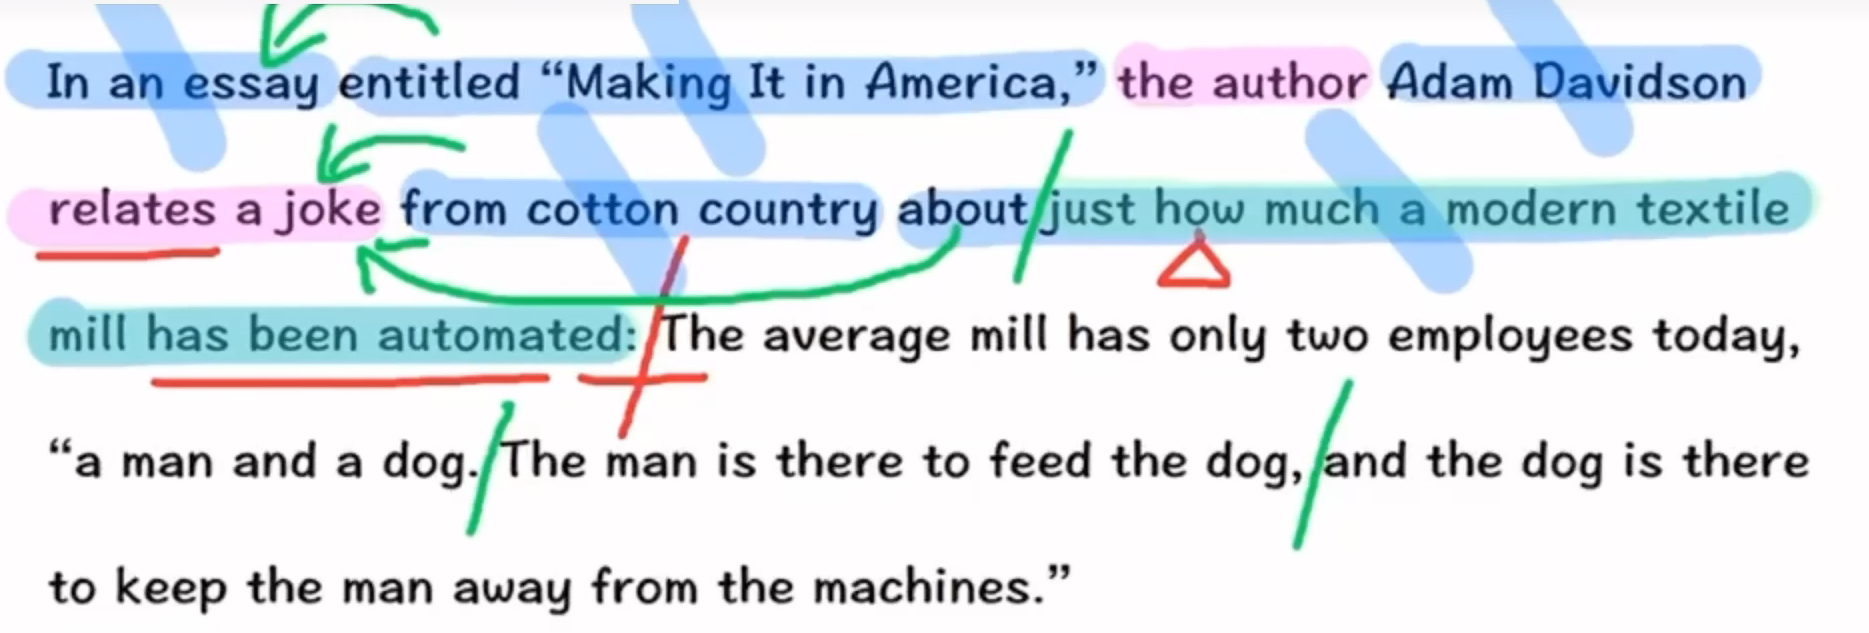 In an essay entitled “Making It in America,” the author Adam Davidson
relates a joke from cotton country about just how much a modern textile
mill has been automated: The average mill has only two employees today,
“a man and a dog. The man is there to feed the dog, and the dog is there
to keep the man away from the machines.”